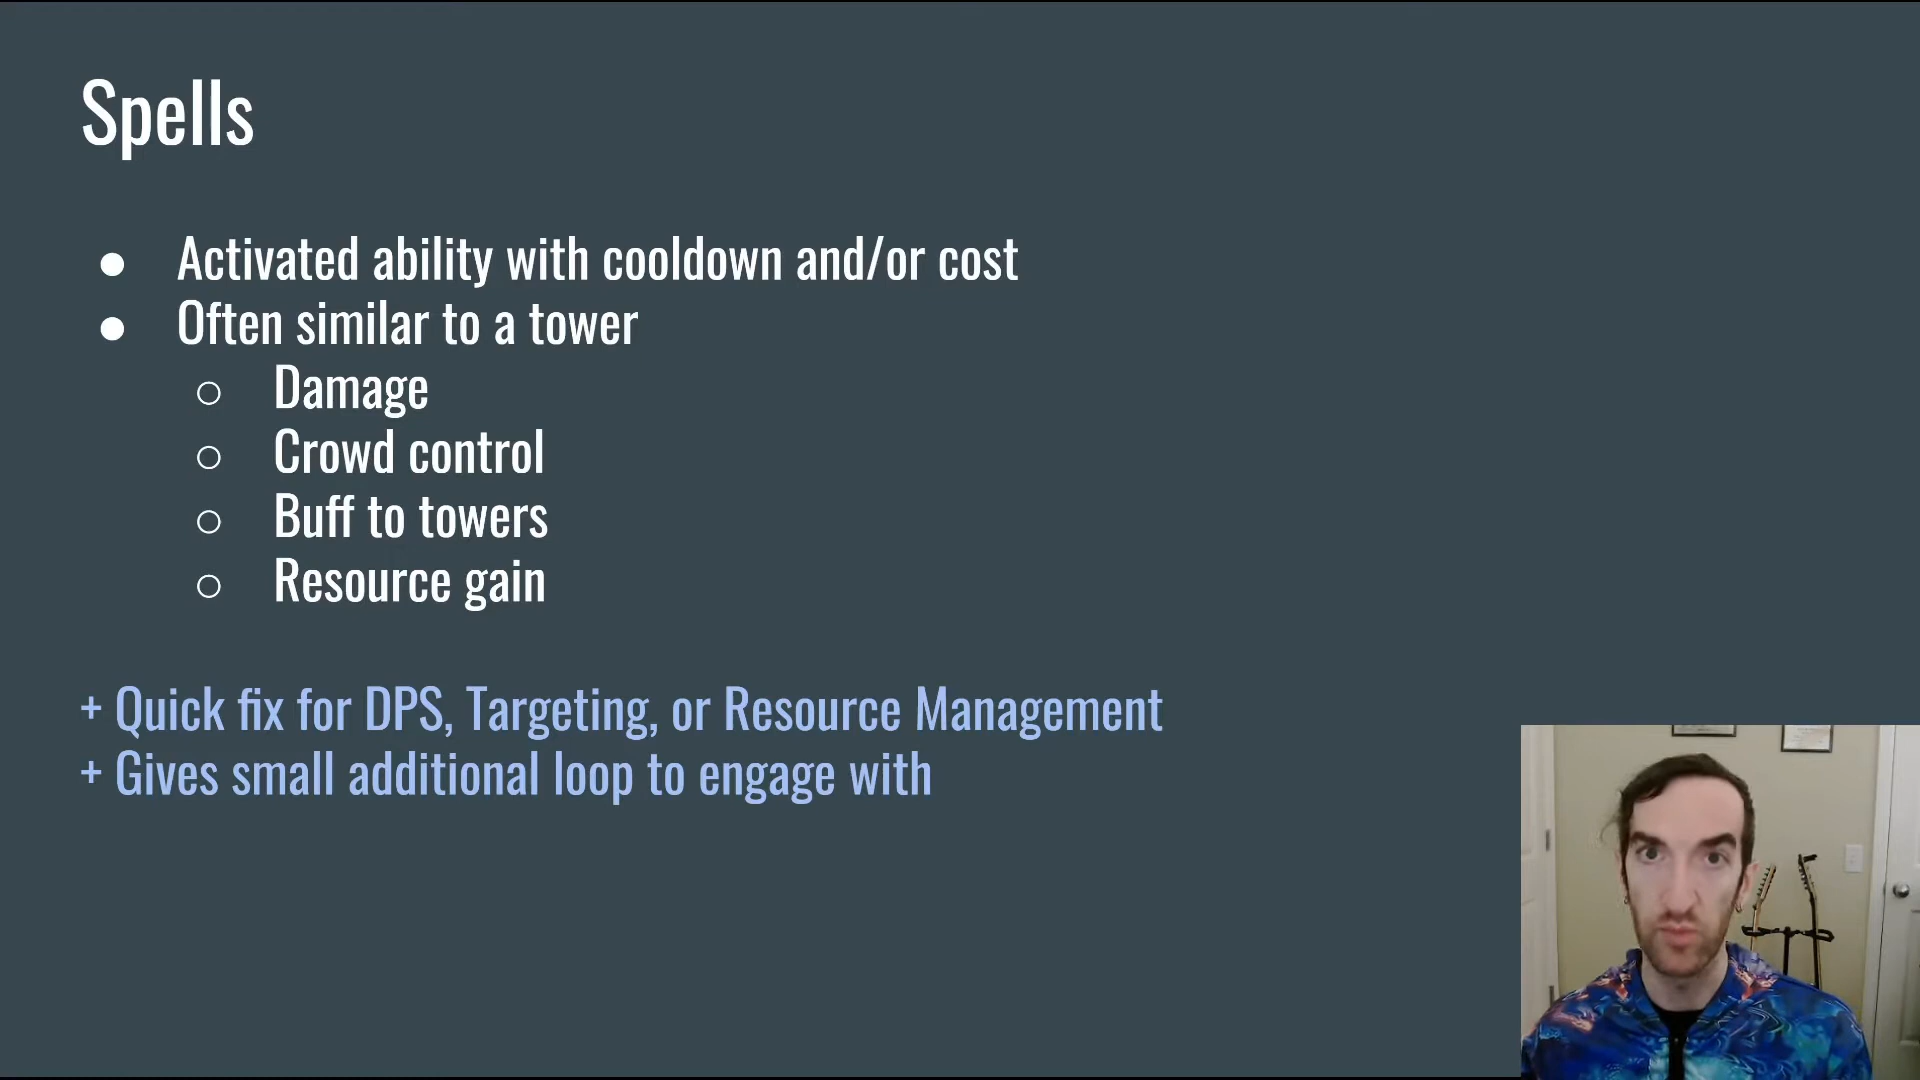 Spells
● Activated ability with cooldown and/or cost
● Often similar to a tower
○ Damage
○ Crowd control
○ Buff to towers
○ Resource gain
+ Quick fix for DPS, Targeting, or Resource Management
+ Gives small additional loop to engage with